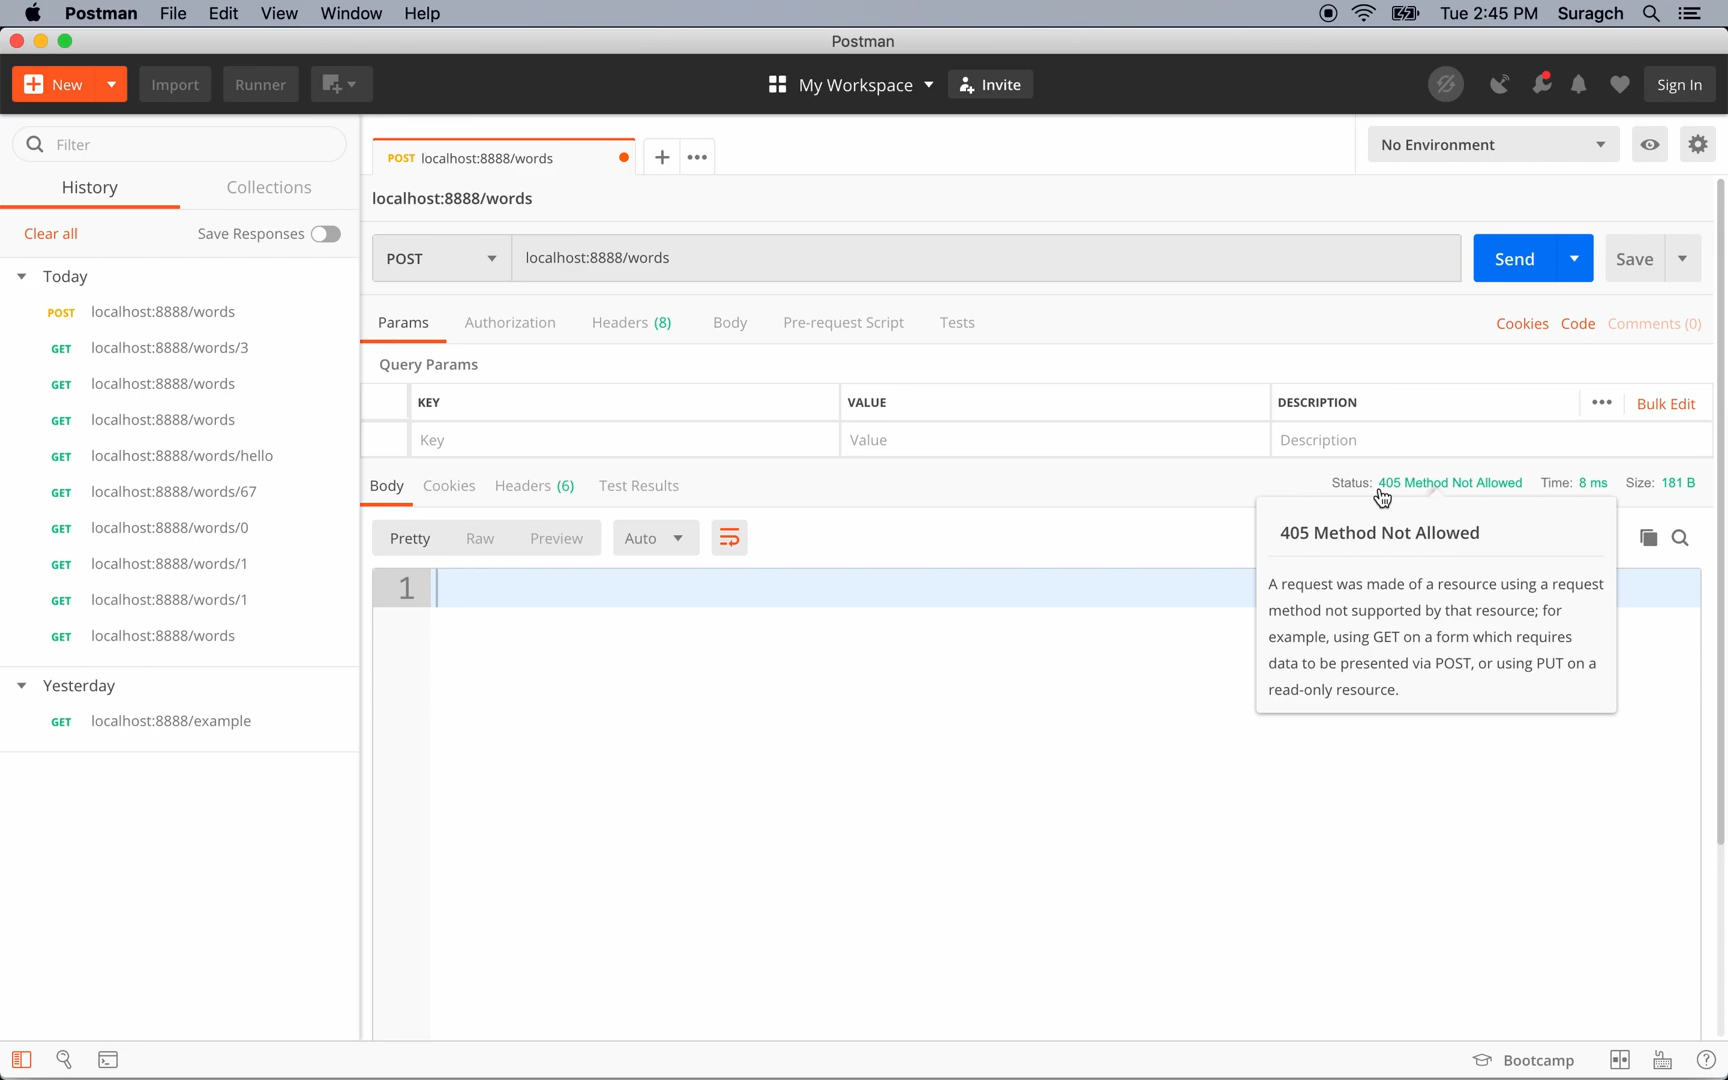 Postman File Edit View Window Help Tue 2:45 PM Suragch
Postman
New Import Runner My Workspace Invite Sign In
Filter
History Collections
Clear all Save Responses
Today
POST localhost:8888/words
GET localhost:8888/words/3
GET localhost:8888/words
GET localhost:8888/words
GET localhost:8888/words/hello
GET localhost:8888/words/67
GET localhost:8888/words/0
GET localhost:8888/words/1
GET localhost:8888/words/1
GET localhost:8888/words
Yesterday
GET localhost:8888/example
POST localhost:8888/words No Environment
localhost:8888/words
POST localhost:8888/words Send Save
Params Authorization Headers (8) Body Pre-request Script Tests Cookies Code Comments (0)
Query Params
KEY VALUE DESCRIPTION Bulk Edit
Key Value Description
Body Cookies Headers (6) Test Results Status: 405 Method Not Allowed Time: 8 ms Size: 181 B
Pretty Raw Preview Auto
1
405 Method Not Allowed
A request was made of a resource using a request
method not supported by that resource; for
example, using GET on a form which requires
data to be presented via POST, or using PUT on a
read-only resource.
Bootcamp